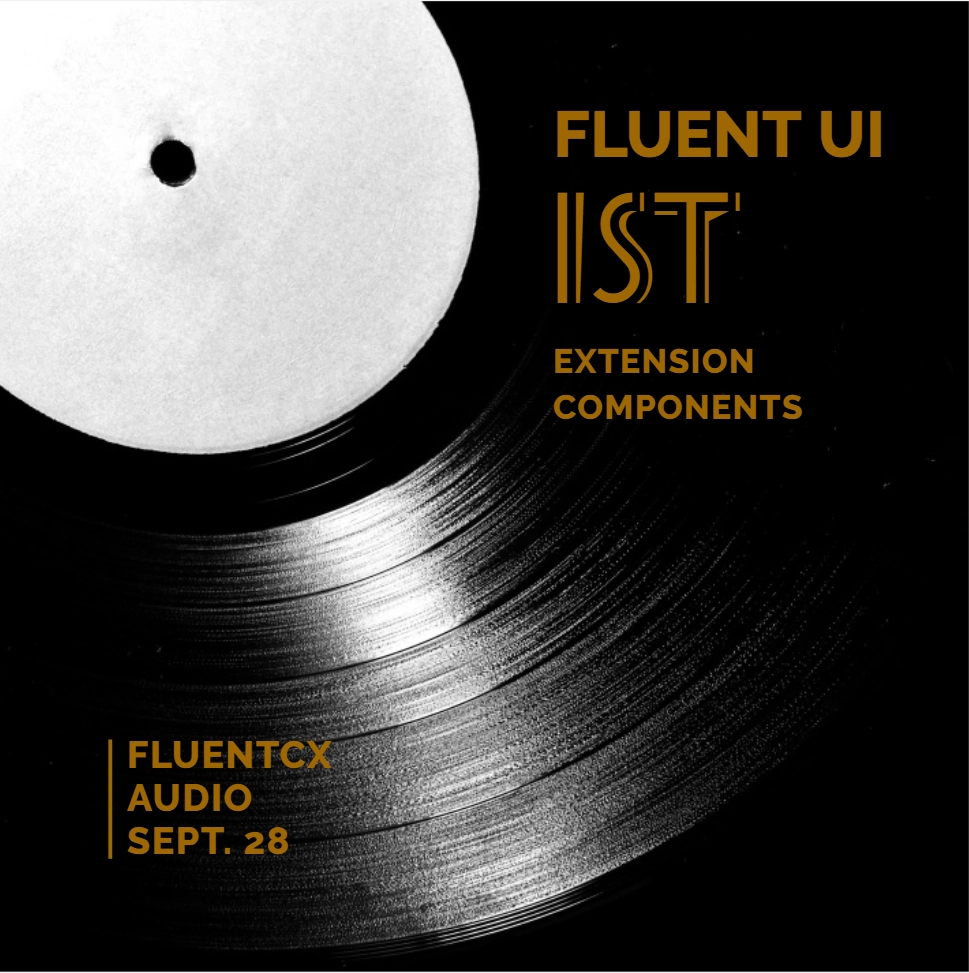 FLUENT UI
IST
EXTENSION
COMPONENTS
FLUENTCX
AUDIO
SEPT. 28